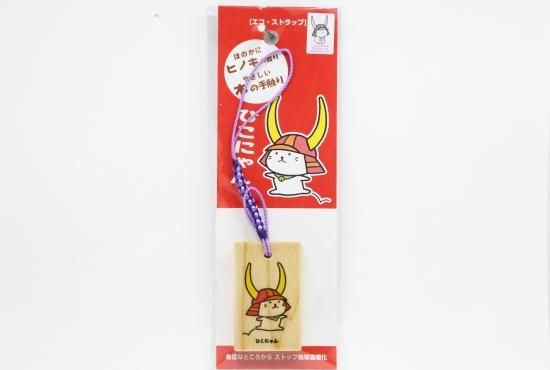 [エコ・ストラップ]
ほのかに
ヒノキの香り
やさしい
木の手触り
ひこにゃん
ひこにゃん
身近なところから ストップ地球温暖化